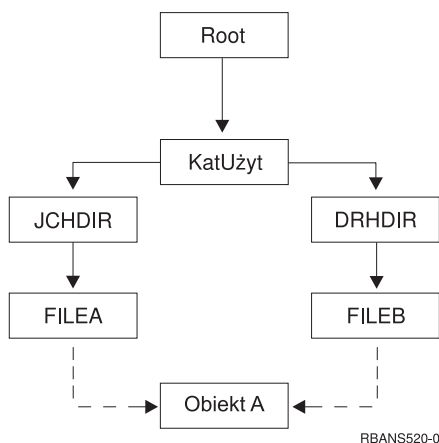 Root
KatUżyt
JCHDIR
DRHDIR
FILEA
FILEB
Obiekt A
RBANS520-0